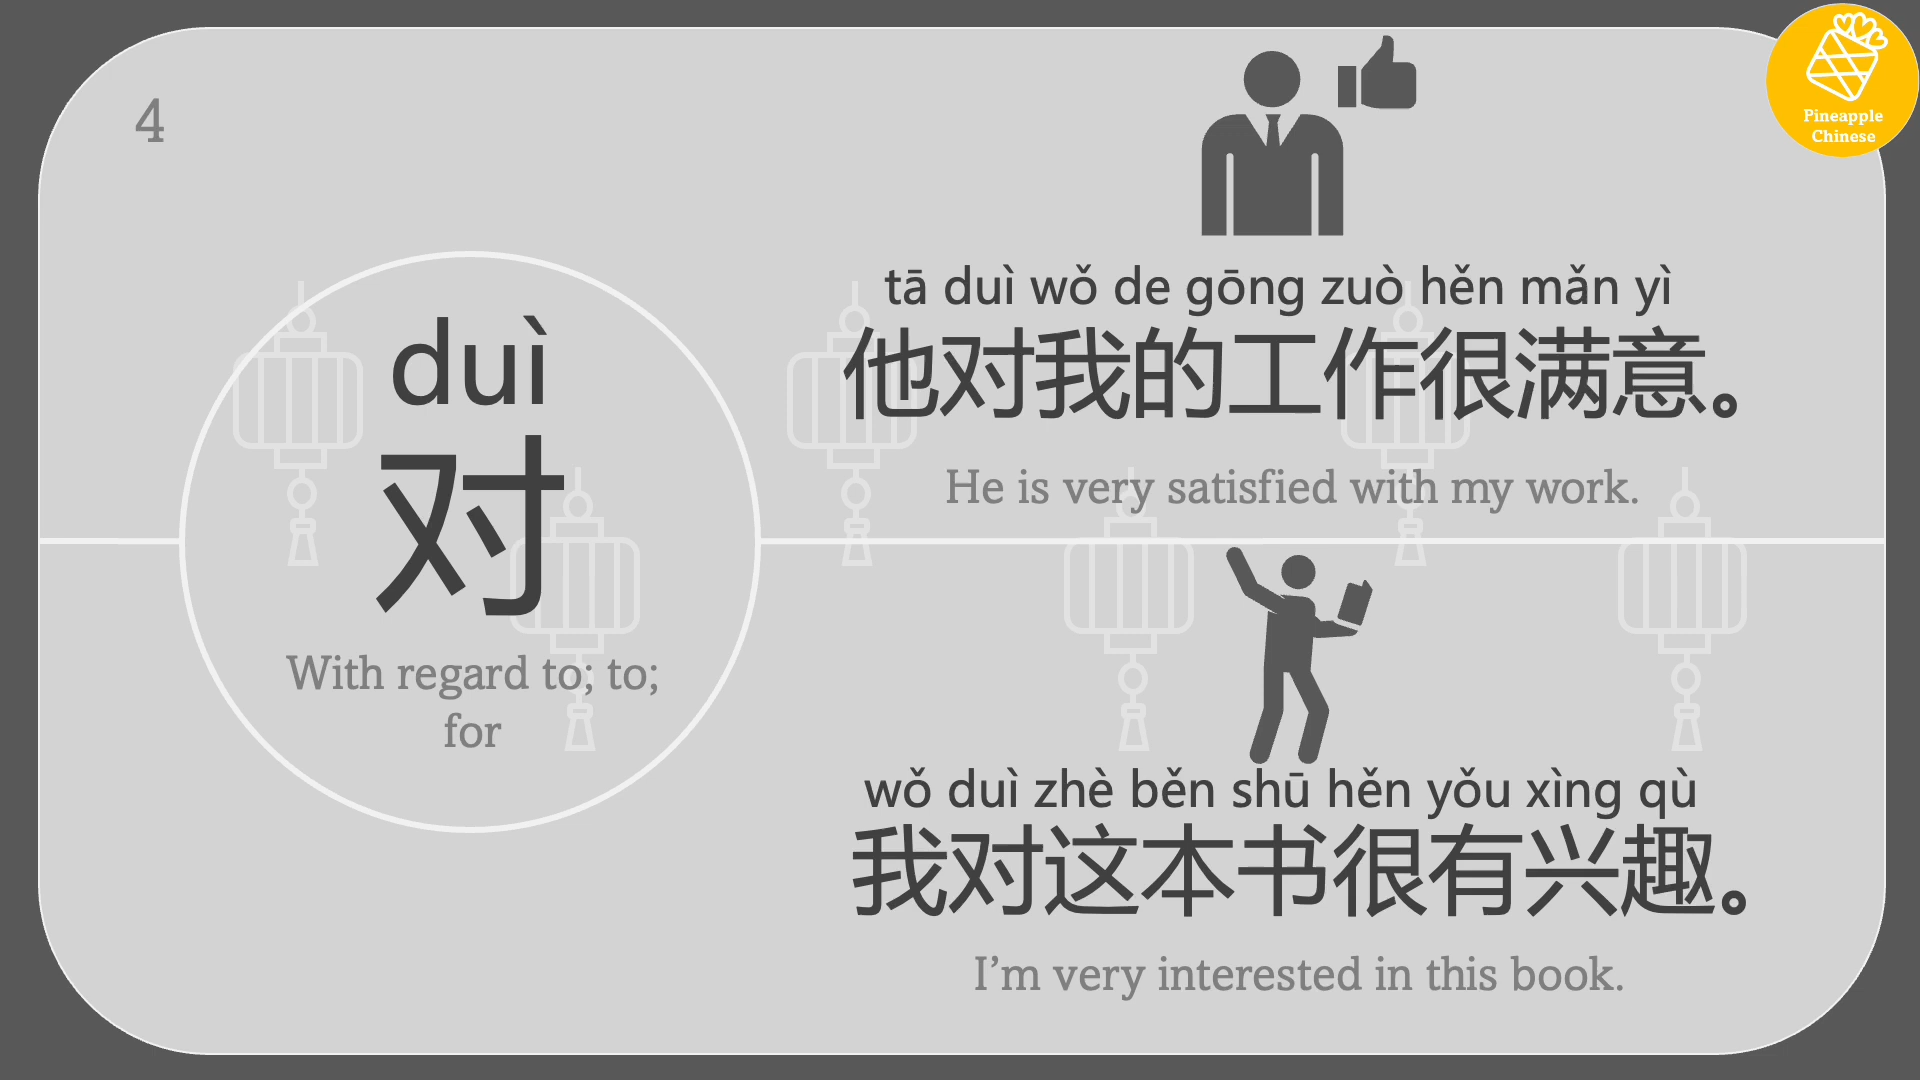 4
Pineapple
Chinese
duì
对
With regard to; to;
for
tā duì wǒ de gōng zuò hěn mǎn yì
他对我的工作很满意。
He is very satisfied with my work.
wǒ duì zhè běn shū hěn yǒu xìng qù
我对这本书很有兴趣。
I’m very interested in this book.